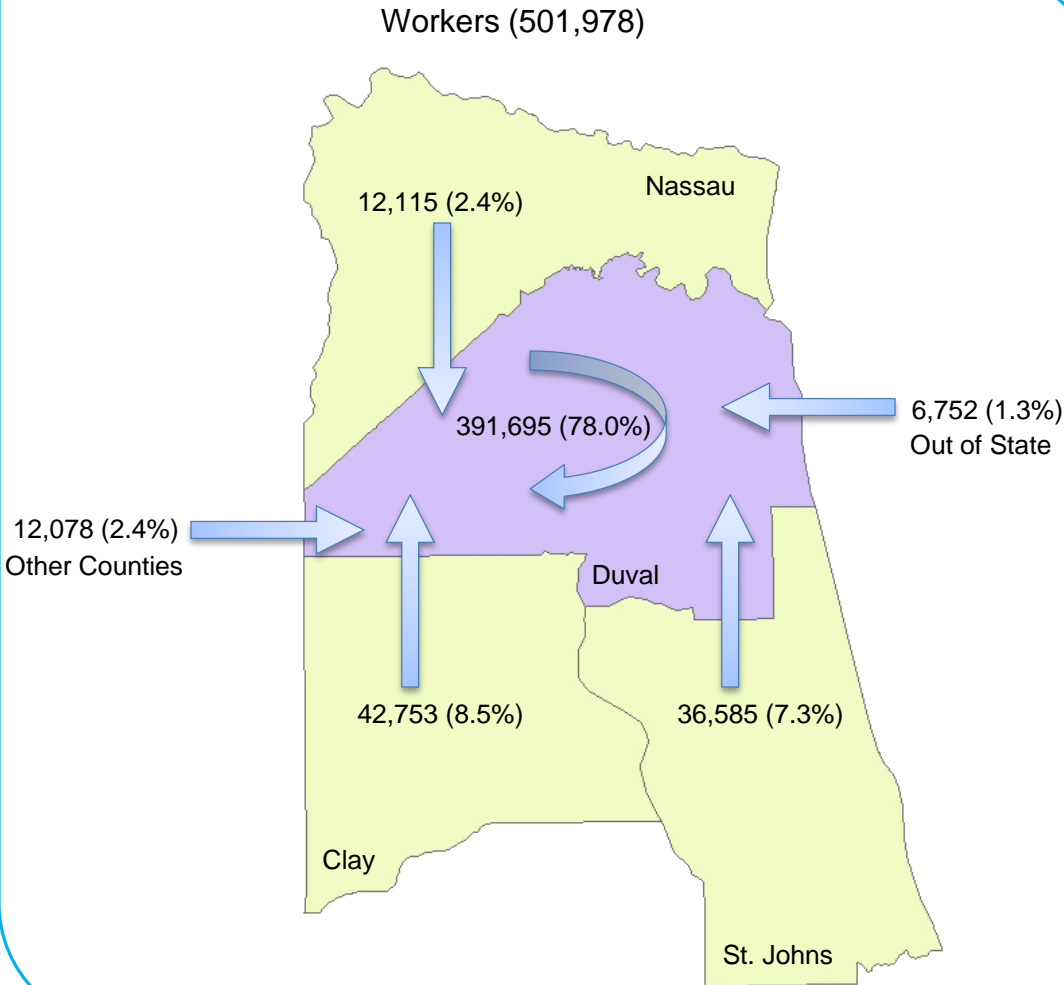 Workers (501,978)
Nassau
12,115 (2.4%)
391,695 (78.0%)
6,752 (1.3%)
Out of State
12,078 (2.4%)
Other Counties
Duval
42,753 (8.5%)
36,585 (7.3%)
Clay
St. Johns